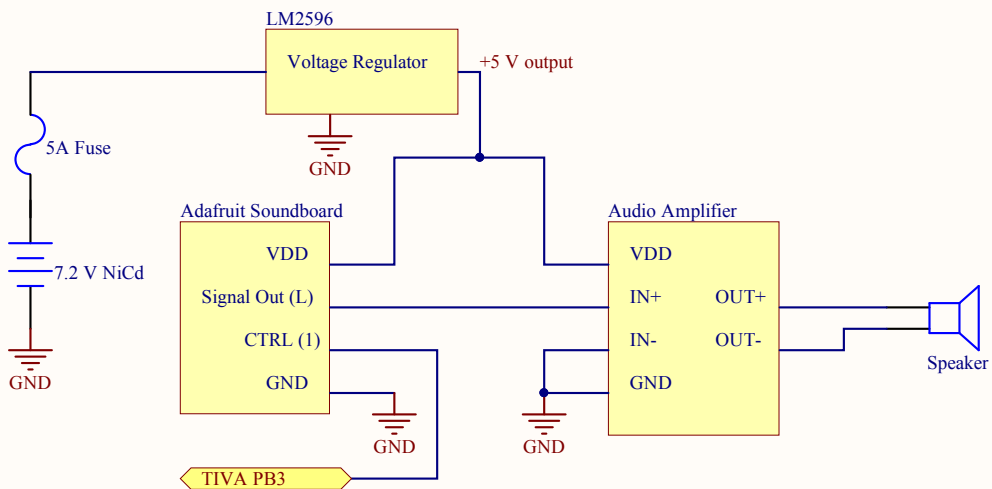 LM2596
Voltage Regulator
+5 V output
GND
5A Fuse
7.2 V NiCd
GND
Adafruit Soundboard
VDD
Signal Out (L)
CTRL (1)
GND
GND
TIVA PB3
Audio Amplifier
VDD
IN+
OUT+
IN-
OUT-
GND
GND
Speaker